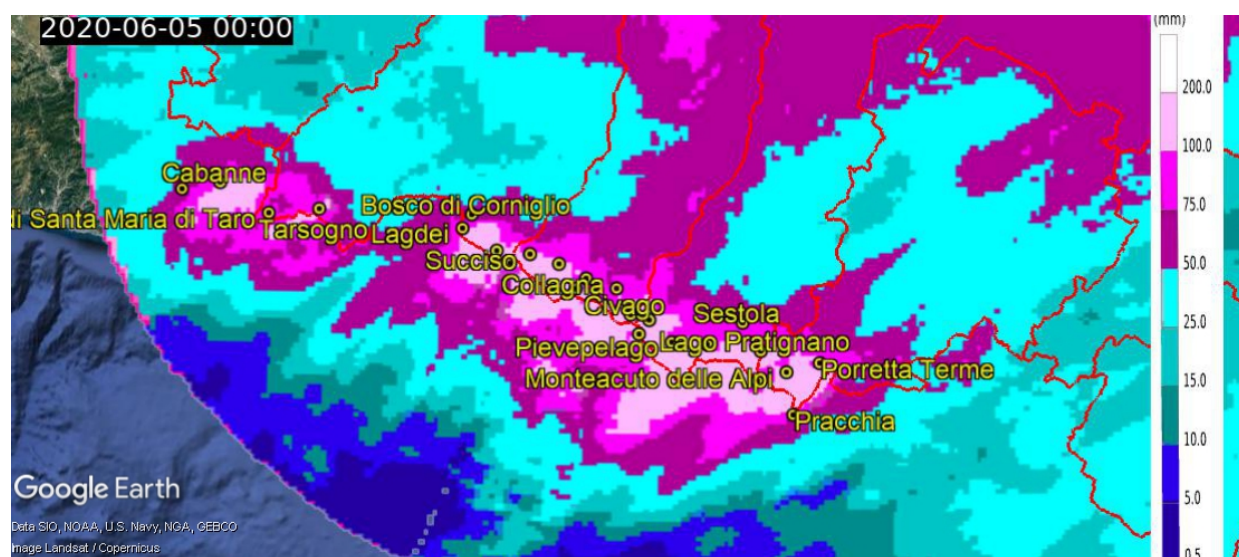 2020-06-05 00:00
(mm)
200.0
100.0
75.0
50.0
25.0
15.0
10.0
5.0
0.5
Cabanne
di Santa Maria di Taro
Tarsogno
Bosco di Corniglio
Lagdei
Succiso
Collagna
Civago
Sestola
Pievepelago
Lago Pratignano
Monteacuto delle Alpi
Porretta Terme
Pracchia
Google Earth
Data SIO, NOAA, U.S. Navy, NGA, GEBCO
Image Landsat / Copernicus